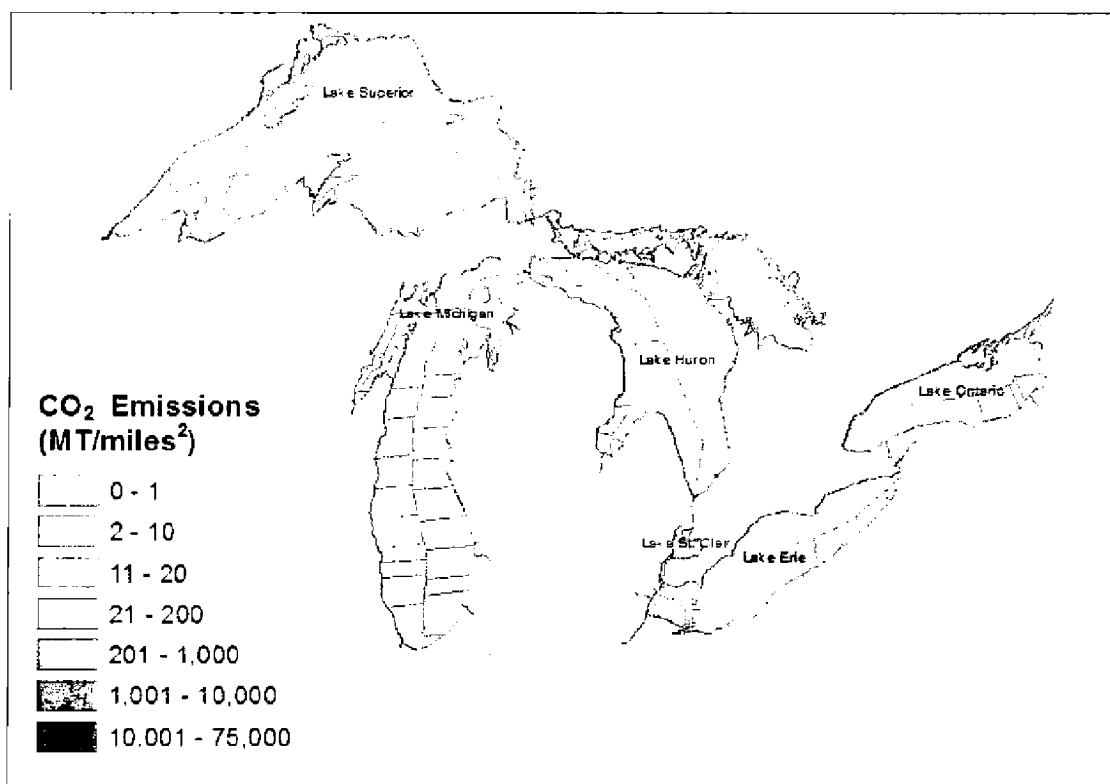 Lake Superior
Lake Michigan
Lake Huron
Lake Ontario
Lake St. Clair
Lake Erie
CO₂ Emissions
(MT/miles²)
0 - 1
2 - 10
11 - 20
21 - 200
201 - 1,000
1,001 - 10,000
10,001 - 75,000